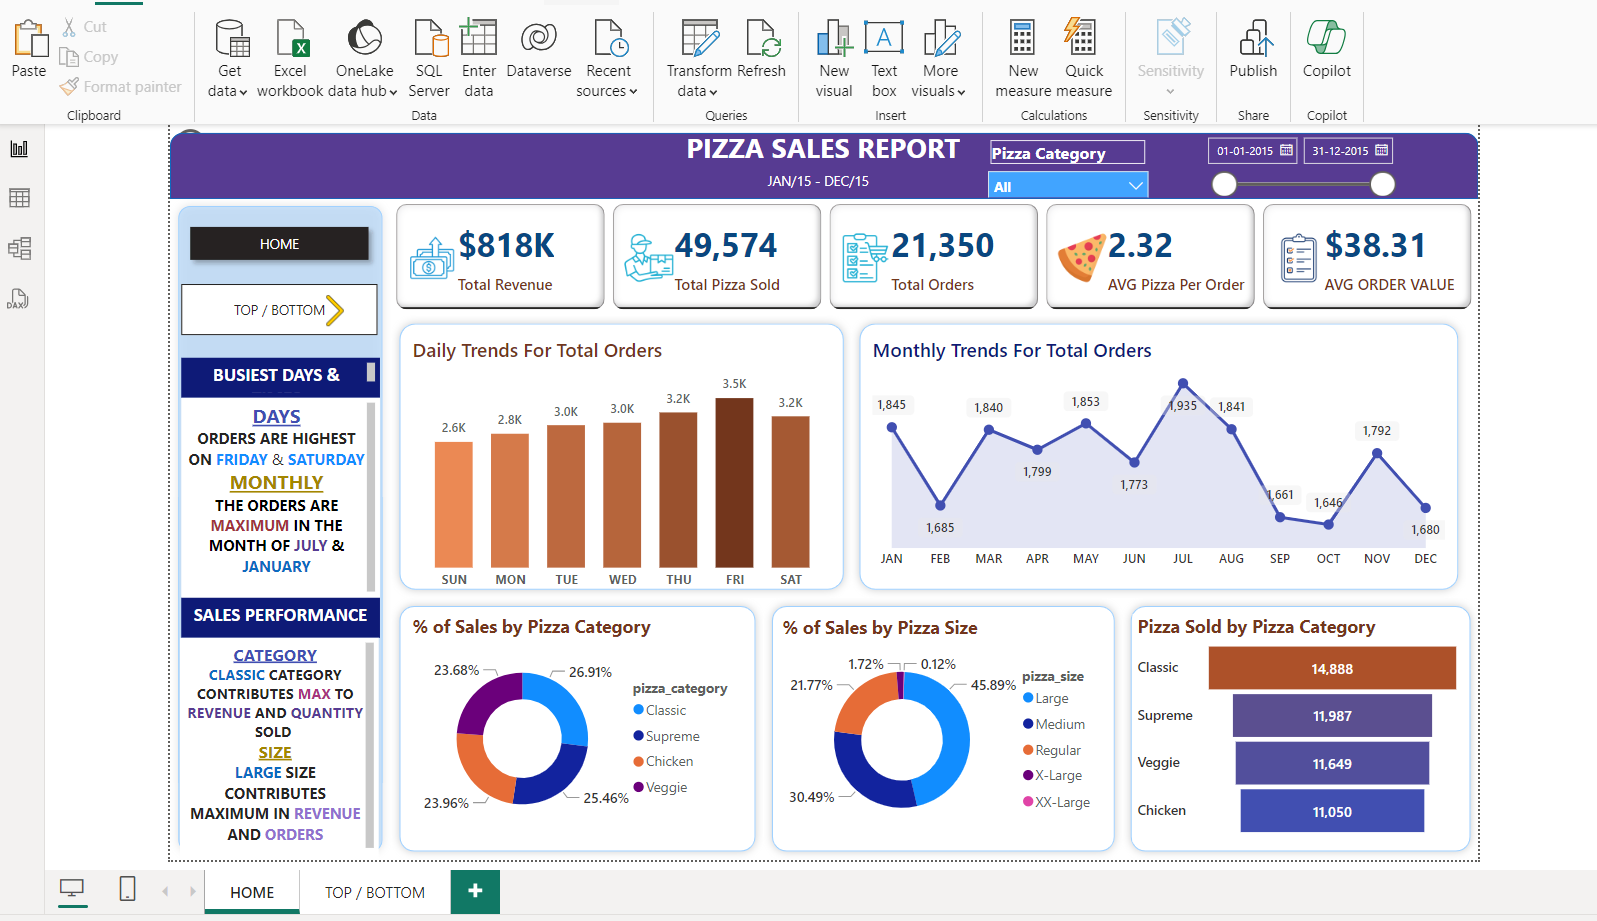 Paste
Cut
Copy
Format painter
Clipboard
Get
data
Excel
workbook
OneLake
data hub
SQL
Server
Enter
data
Dataverse
Recent
sources
Data
Transform
data
Refresh
Queries
New
visual
Text
box
More
visuals
Insert
New
measure
Quick
measure
Calculations
Sensitivity
Sensitivity
Publish
Share
Copilot
Copilot
DAX
PIZZA SALES REPORT
JAN/15 - DEC/15
Pizza Category
All
01-01-2015
31-12-2015
HOME
TOP / BOTTOM
BUSIEST DAYS &
DAYS
ORDERS ARE HIGHEST
ON FRIDAY & SATURDAY
MONTHLY
THE ORDERS ARE
MAXIMUM IN THE
MONTH OF JULY &
JANUARY
SALES PERFORMANCE
CATEGORY
CLASSIC CATEGORY
CONTRIBUTES MAX TO
REVENUE AND QUANTITY
SOLD
SIZE
LARGE SIZE
CONTRIBUTES
MAXIMUM IN REVENUE
AND ORDERS
$818K
Total Revenue
49,574
Total Pizza Sold
21,350
Total Orders
2.32
AVG Pizza Per Order
$38.31
AVG ORDER VALUE
Daily Trends For Total Orders
2.6K
2.8K
3.0K
3.0K
3.2K
3.5K
3.2K
SUN MON TUE WED THU FRI SAT
Monthly Trends For Total Orders
1,845
1,685
1,840
1,799
1,853
1,773
1,935
1,841
1,661
1,646
1,792
1,680
JAN FEB MAR APR MAY JUN JUL AUG SEP OCT NOV DEC
% of Sales by Pizza Category
23.68%
26.91%
23.96%
25.46%
pizza_category
Classic
Supreme
Chicken
Veggie
% of Sales by Pizza Size
1.72%
0.12%
21.77%
45.89%
30.49%
pizza_size
Large
Medium
Regular
X-Large
XX-Large
Pizza Sold by Pizza Category
Classic 14,888
Supreme 11,987
Veggie 11,649
Chicken 11,050
HOME
TOP / BOTTOM
+